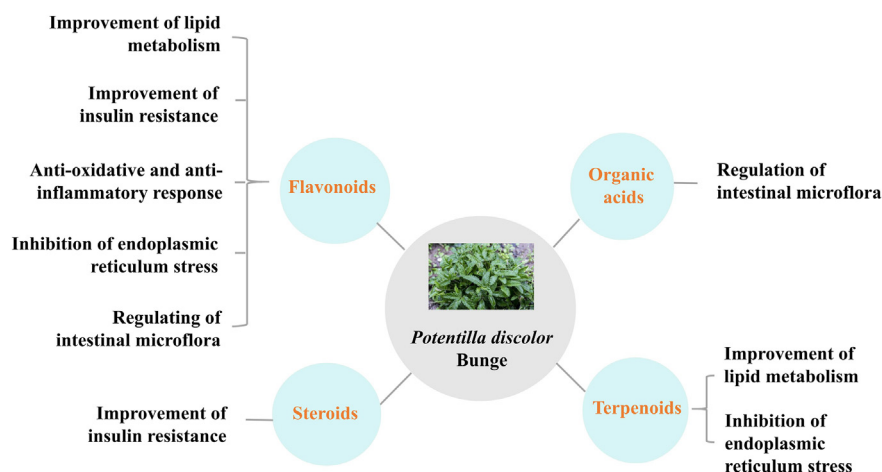 Improvement of lipid
metabolism
Improvement of
insulin resistance
Anti-oxidative and anti-
inflammatory response
Inhibition of endoplasmic
reticulum stress
Regulating of
intestinal microflora
Flavonoids
Organic
acids
Regulation of
intestinal microflora
Potentilla discolor
Bunge
Steroids
Improvement of
insulin resistance
Terpenoids
Improvement of
lipid metabolism
Inhibition of
endoplasmic
reticulum stress